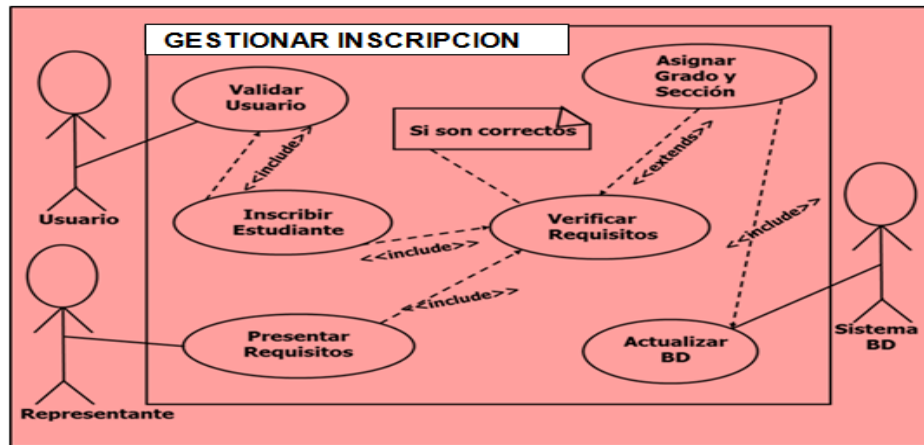 GESTIONAR INSCRIPCION
Validar
Usuario
Asignar
Grado y
Sección
Si son correctos
<<include>>
<<extends>>
Usuario
Inscribir
Estudiante
Verificar
Requisitos
<<include>>
<<include>>
<<include>>
Presentar
Requisitos
Actualizar
BD
Sistema
BD
Representante